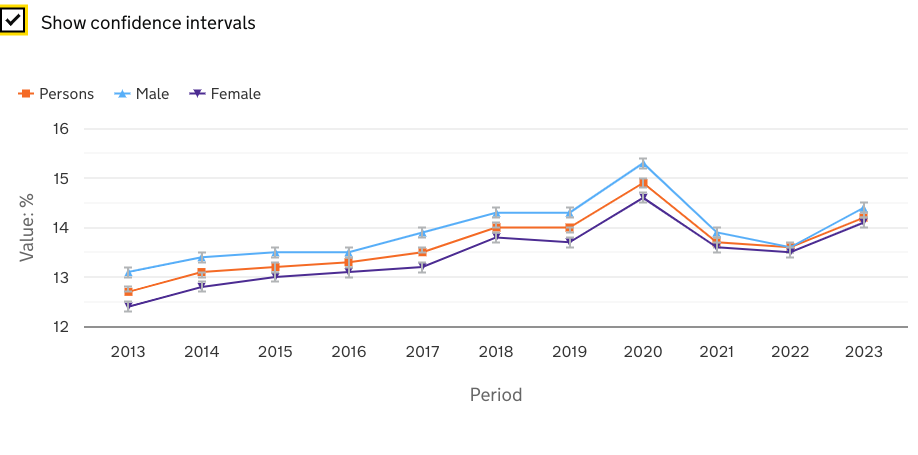 Show confidence intervals
Persons Male Female
16
15
14
13
12
Value: %
2013 2014 2015 2016 2017 2018 2019 2020 2021 2022 2023
Period